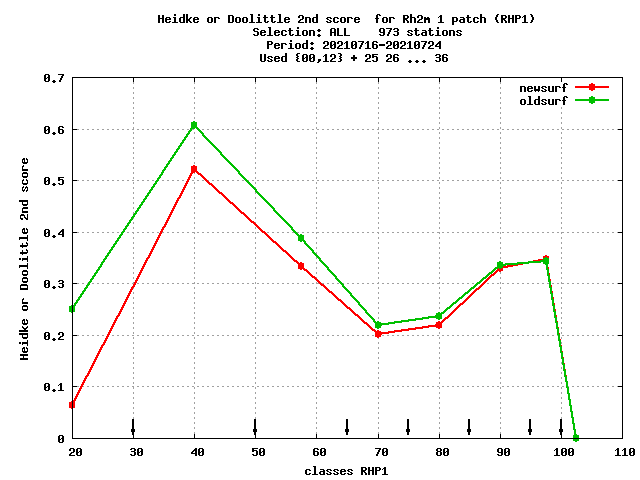 Heidke or Doolittle 2nd score  for Rh2m 1 patch (RHP1)
Selection: ALL    973 stations
Period: 20210716-20210724
Used {00,12} + 25 26 ... 36
newsurf
oldsurf
Heidke or Doolittle 2nd score
0.7
0.6
0.5
0.4
0.3
0.2
0.1
0
20 30 40 50 60 70 80 90 100 110
classes RHP1